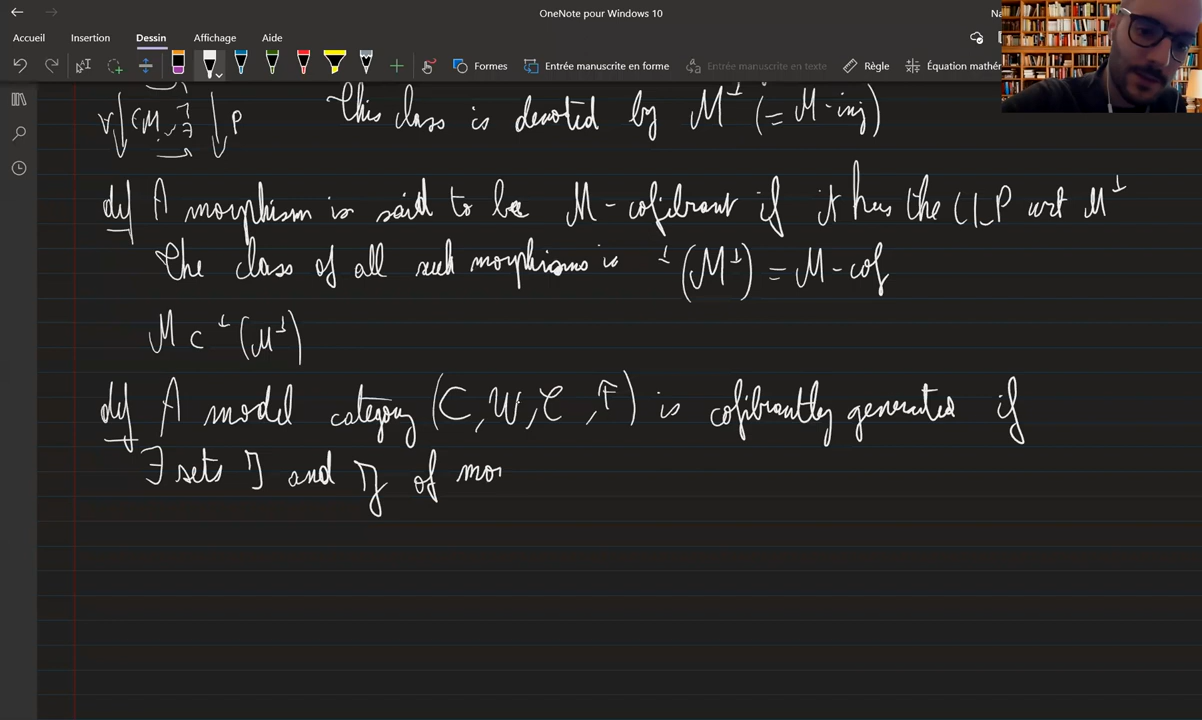 OneNote pour Windows 10
Accueil Insertion Dessin Affichage Aide
Formes Entrée manuscrite en forme Entrée manuscrite en texte Règle Équation mathér
This class is denoted by M^⊥ (= M-inj)
def A morphism is said to be M-cofibrant if it has the LLP wrt M^⊥
The class of all such morphisms is ^⊥(M^⊥) = M-cof
M ⊂ ^⊥(M^⊥)
def A model category (C, W, C, F) is cofibrantly generated if
∃ sets I and J of mor